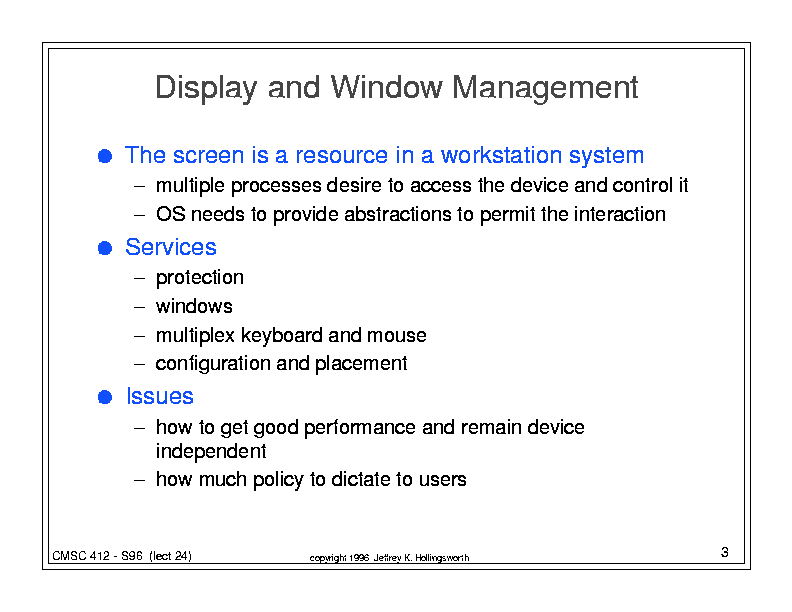 Display and Window Management
● The screen is a resource in a workstation system
– multiple processes desire to access the device and control it
– OS needs to provide abstractions to permit the interaction
● Services
– protection
– windows
– multiplex keyboard and mouse
– configuration and placement
● Issues
– how to get good performance and remain device
independent
– how much policy to dictate to users
CMSC 412 - S96 (lect 24)
copyright 1996 Jeffrey K. Hollingsworth
3